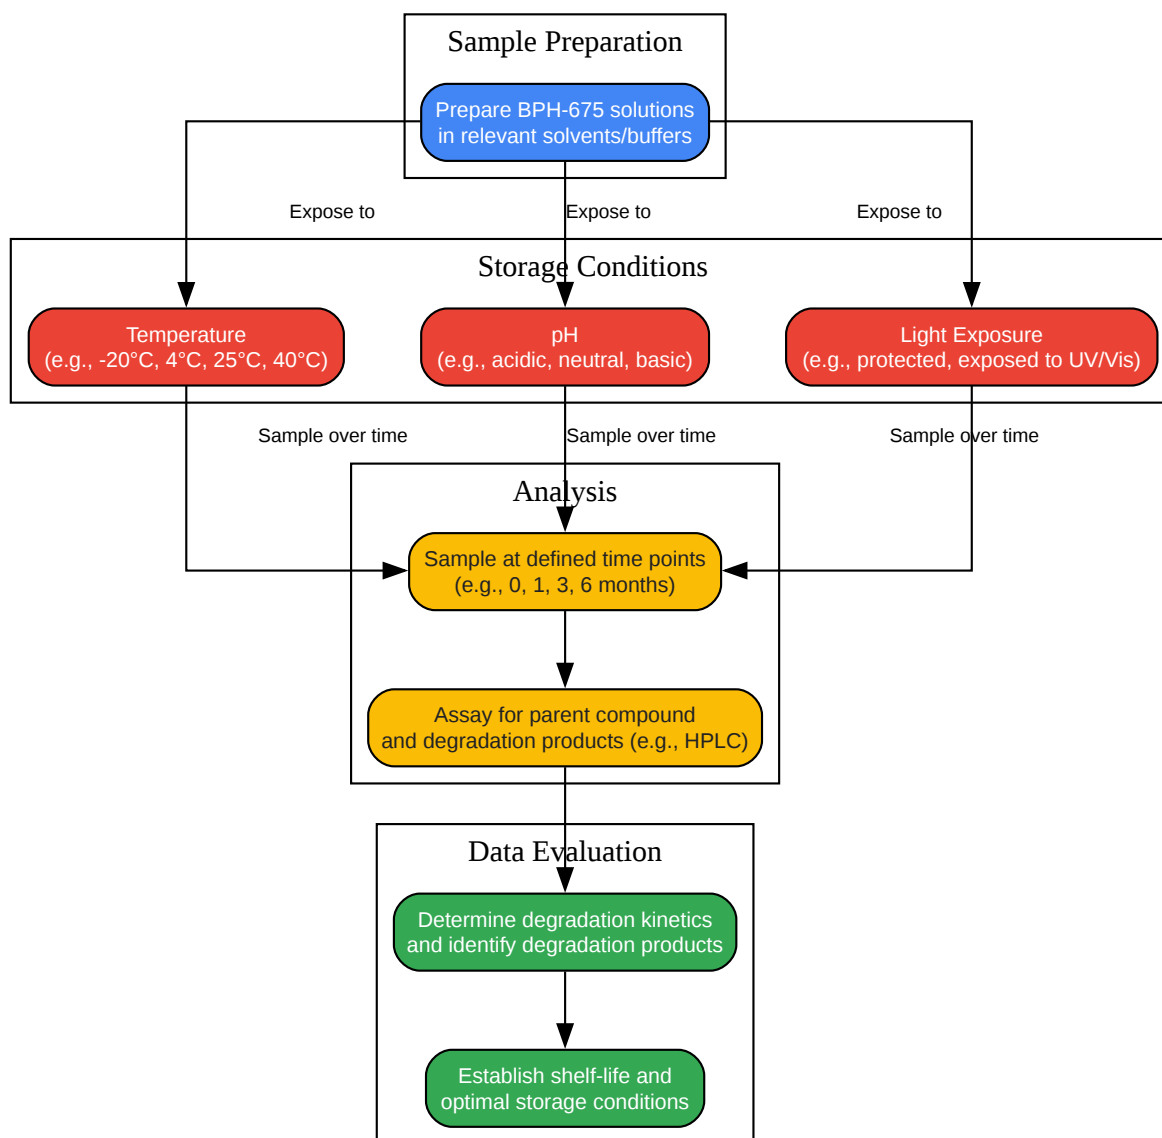 Sample Preparation
Prepare BPH-675 solutions
in relevant solvents/buffers
Expose to
Expose to
Expose to
Storage Conditions
Temperature
(e.g., -20°C, 4°C, 25°C, 40°C)
pH
(e.g., acidic, neutral, basic)
Light Exposure
(e.g., protected, exposed to UV/Vis)
Sample over time
Sample over time
Sample over time
Analysis
Sample at defined time points
(e.g., 0, 1, 3, 6 months)
Assay for parent compound
and degradation products (e.g., HPLC)
Data Evaluation
Determine degradation kinetics
and identify degradation products
Establish shelf-life and
optimal storage conditions